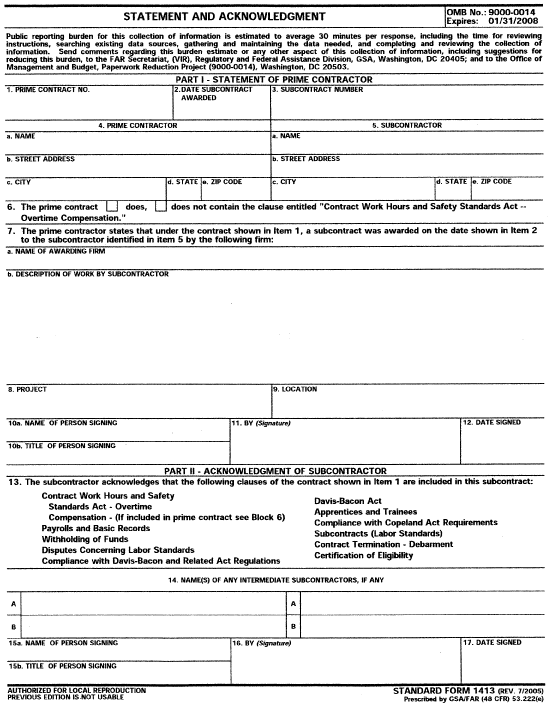 STATEMENT AND ACKNOWLEDGMENT
OMB No.: 9000-0014
Expires: 01/31/2008
Public reporting burden for this collection of information is estimated to average 30 minutes per response, including the time for reviewing
instructions, searching existing data sources, gathering and maintaining the data needed, and completing and reviewing the collection of
information. Send comments regarding this burden estimate or any other aspect of this collection of information, including suggestions for
reducing this burden, to the FAR Secretariat, (VIR), Regulatory and Federal Assistance Division, GSA, Washington, DC 20405; and to the Office of
Management and Budget, Paperwork Reduction Project (9000-0014), Washington, DC 20503.
PART I - STATEMENT OF PRIME CONTRACTOR
1. PRIME CONTRACT NO.
2.DATE SUBCONTRACT
AWARDED
3. SUBCONTRACT NUMBER
4. PRIME CONTRACTOR
5. SUBCONTRACTOR
a. NAME
a. NAME
b. STREET ADDRESS
b. STREET ADDRESS
c. CITY
d. STATE
e. ZIP CODE
c. CITY
d. STATE
e. ZIP CODE
6. The prime contract does, does not contain the clause entitled "Contract Work Hours and Safety Standards Act --
Overtime Compensation."
7. The prime contractor states that under the contract shown in Item 1, a subcontract was awarded on the date shown in Item 2
to the subcontractor identified in item 5 by the following firm:
a. NAME OF AWARDING FIRM
b. DESCRIPTION OF WORK BY SUBCONTRACTOR
8. PROJECT
9. LOCATION
10a. NAME OF PERSON SIGNING
11. BY (Signature)
12. DATE SIGNED
10b. TITLE OF PERSON SIGNING
PART II - ACKNOWLEDGMENT OF SUBCONTRACTOR
13. The subcontractor acknowledges that the following clauses of the contract shown in Item 1 are included in this subcontract:
Contract Work Hours and Safety
Standards Act - Overtime
Compensation - (If included in prime contract see Block 6)
Payrolls and Basic Records
Withholding of Funds
Disputes Concerning Labor Standards
Compliance with Davis-Bacon and Related Act Regulations
Davis-Bacon Act
Apprentices and Trainees
Compliance with Copeland Act Requirements
Subcontracts (Labor Standards)
Contract Termination - Debarment
Certification of Eligibility
14. NAME(S) OF ANY INTERMEDIATE SUBCONTRACTORS, IF ANY
A
A
B
B
15a. NAME OF PERSON SIGNING
16. BY (Signature)
17. DATE SIGNED
15b. TITLE OF PERSON SIGNING
AUTHORIZED FOR LOCAL REPRODUCTION
PREVIOUS EDITION IS NOT USABLE
STANDARD FORM 1413 (REV. 7/2005)
Prescribed by GSA/FAR (48 CFR) 53.222(e)